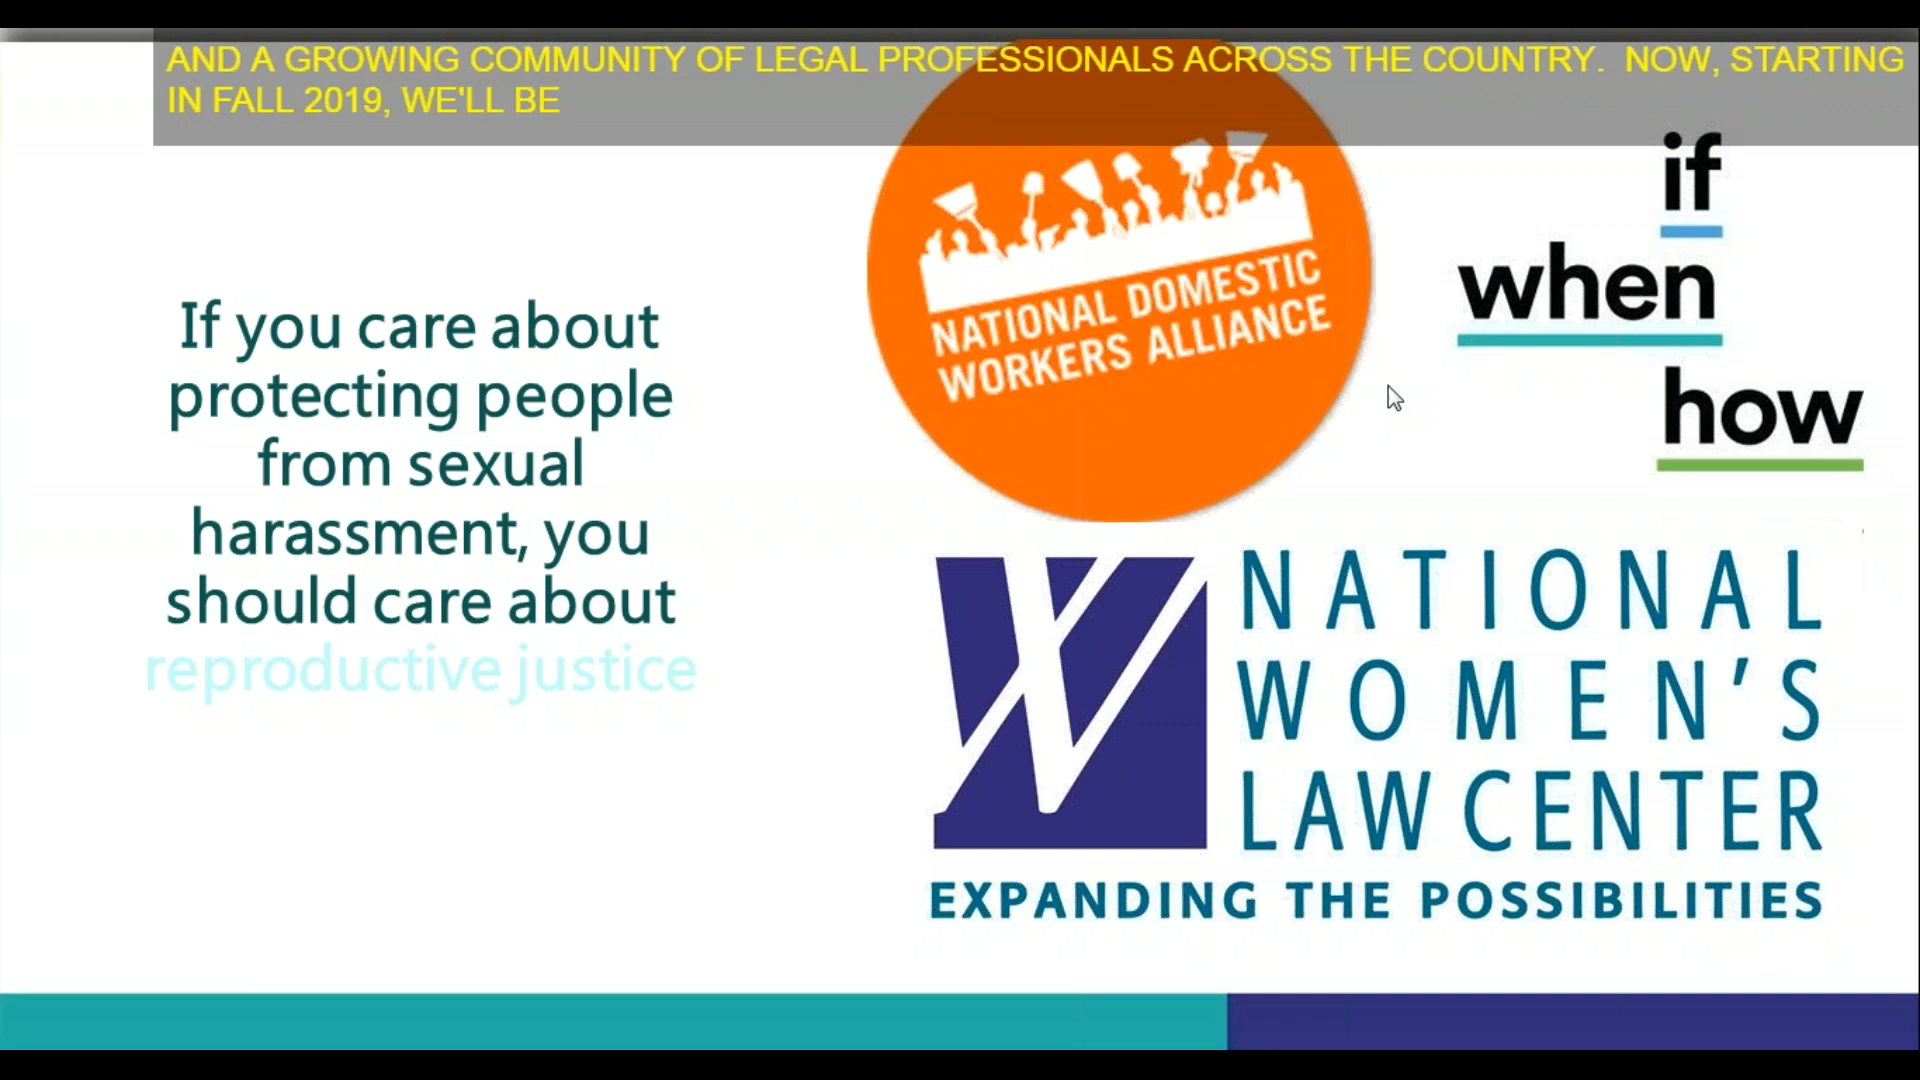 AND A GROWING COMMUNITY OF LEGAL PROFESSIONALS ACROSS THE COUNTRY.  NOW, STARTING
IN FALL 2019, WE'LL BE
If you care about
protecting people
from sexual
harassment, you
should care about
reproductive justice
NATIONAL DOMESTIC
WORKERS ALLIANCE
if
when
how
NATIONAL
WOMEN'S
LAW CENTER
EXPANDING THE POSSIBILITIES